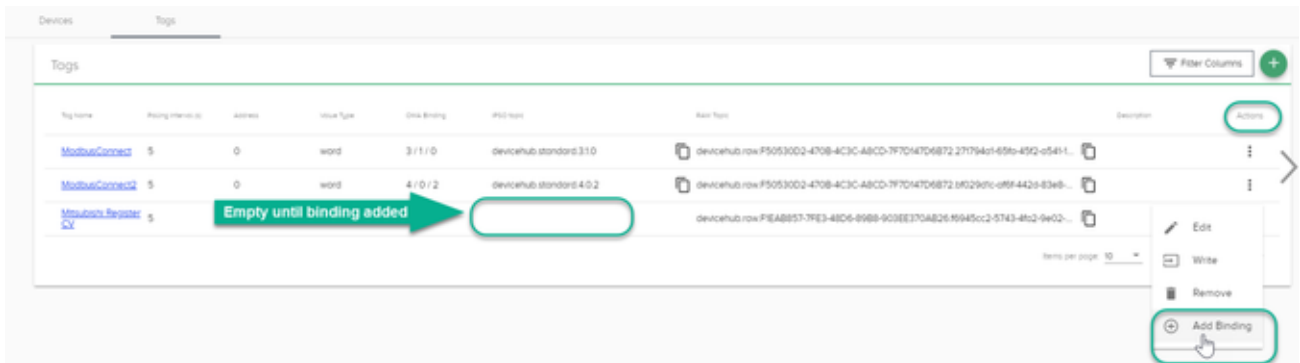 Devices Tags
Tags Filter Columns
Tag Name Polling Interval (s) Address Value Type OMA Binding IPSO topic RAW Topic Description Actions
ModbusConnect 5 0 word 3/1/0 devicehub.standard.3.1.0
ModbusConnect2 5 0 word 4/0/2 devicehub.standard.4.0.2
Mitsubishi Register 5 Empty until binding added
CV
Edit
Items per page: 10 Write
Remove
Add Binding